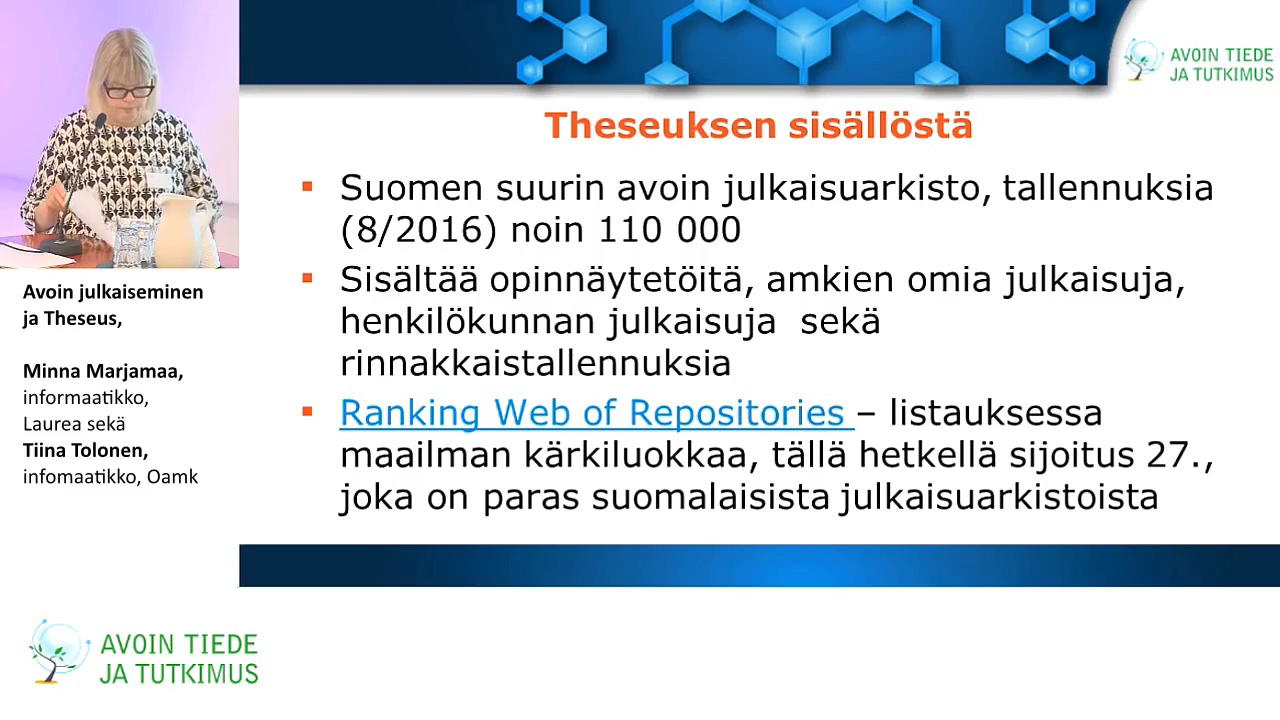 AVOIN TIEDE
JA TUTKIMUS
Theseuksen sisällöstä
Suomen suurin avoin julkaisuarkisto, tallennuksia
(8/2016) noin 110 000
Sisältää opinnäytetöitä, amkien omia julkaisuja,
henkilökunnan julkaisuja sekä
rinnakkaistallennuksia
Ranking Web of Repositories – listauksessa
maailman kärkiluokkaa, tällä hetkellä sijoitus 27.,
joka on paras suomalaisista julkaisuarkistoista
Avoin julkaiseminen
ja Theseus,
Minna Marjamaa,
informaatikko,
Laurea sekä
Tiina Tolonen,
infomaatikko, Oamk
AVOIN TIEDE
JA TUTKIMUS